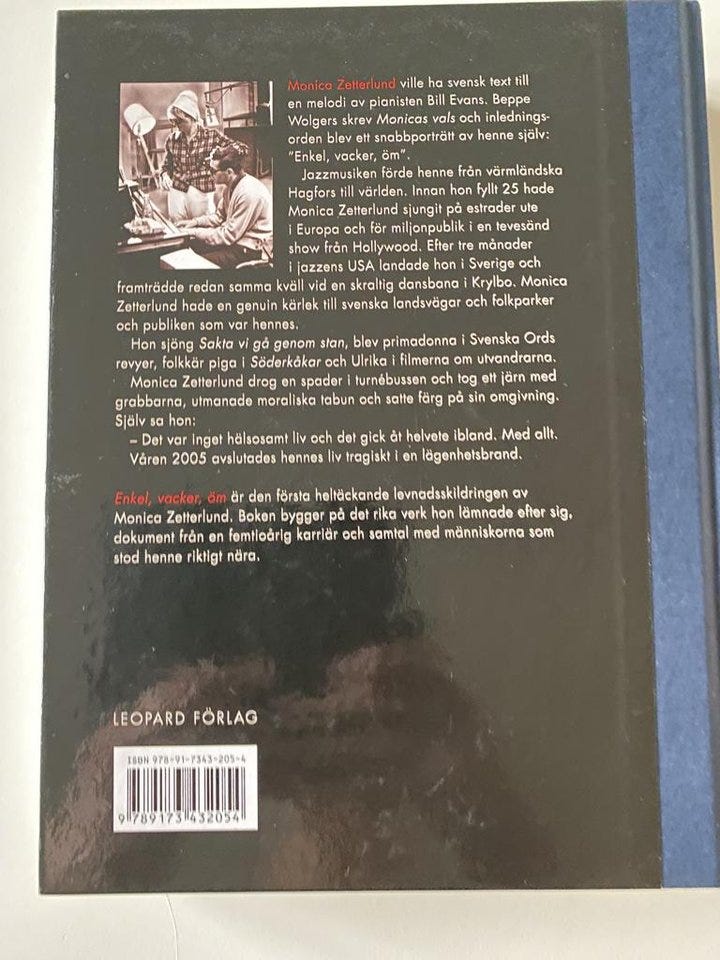 Monica Zetterlund ville ha svensk text till
en melodi av pianisten Bill Evans. Beppe
Wolgers skrev Monicas vals och inlednings-
orden blev ett snabbporträtt av henne själv:
"Enkel, vacker, öm".
Jazzmusiken förde henne från värmländska
Hagfors till världen. Innan hon fyllt 25 hade
Monica Zetterlund sjungit på estrader ute
i Europa och för miljonpublik i en tevesänd
show från Hollywood. Efter tre månader
i jazzens USA landade hon i Sverige och
framträdde redan samma kväll vid en skraltig dansbana i Krylbo. Monica
Zetterlund hade en genuin kärlek till svenska landsvägar och folkparker
och publiken som var hennes.
Hon sjöng Sakta vi gå genom stan, blev primadonna i Svenska Ords
revyer, folkkär piga i Söderkåkar och Ulrika i filmerna om utvandrarna.
Monica Zetterlund drog en spader i turnébussen och tog ett järn med
grabbarna, utmanade moraliska tabun och satte färg på sin omgivning.
Själv sa hon:
– Det var inget hälsosamt liv och det gick åt helvete ibland. Med allt.
Våren 2005 avslutades hennes liv tragiskt i en lägenhetsbrand.
Enkel, vacker, öm är den första heltäckande levnadsskildringen av
Monica Zetterlund. Boken bygger på det rika verk hon lämnade efter sig,
dokument från en femtioårig karriär och samtal med människorna som
stod henne riktigt nära.
LEOPARD FÖRLAG
ISBN 978-91-7343-205-4
9 789173 432054